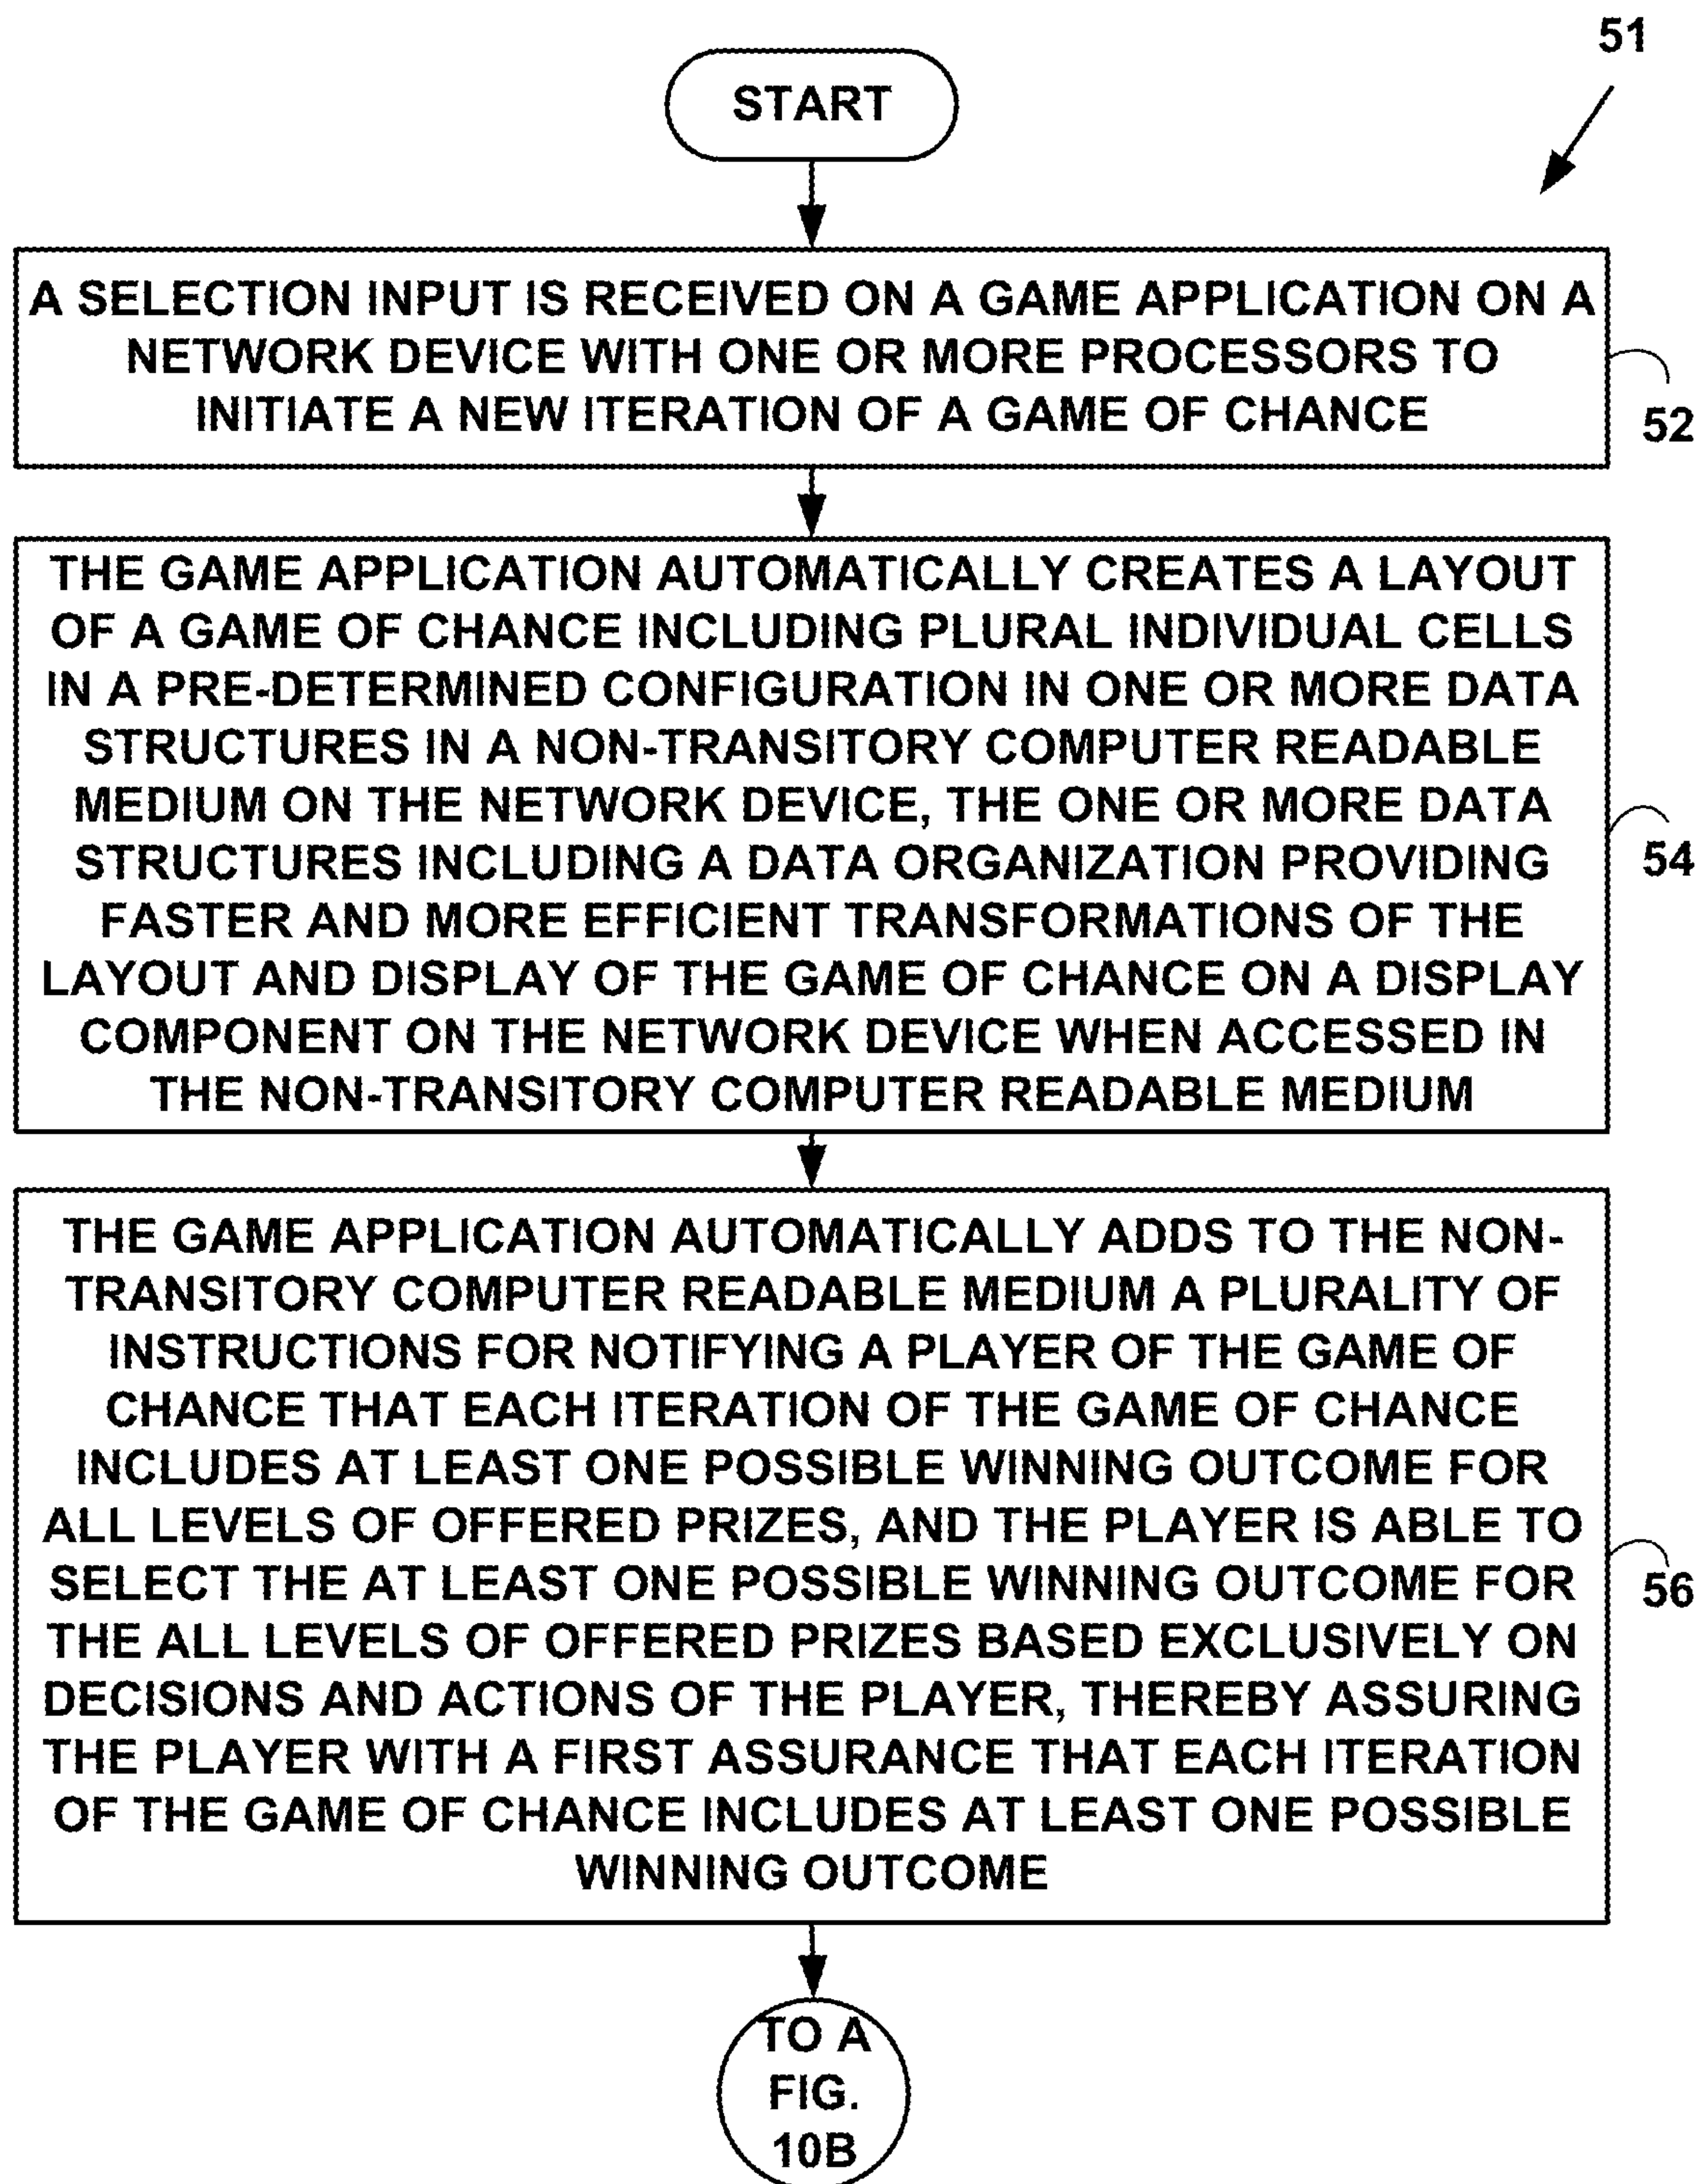 51
START
A SELECTION INPUT IS RECEIVED ON A GAME APPLICATION ON A
NETWORK DEVICE WITH ONE OR MORE PROCESSORS TO
INITIATE A NEW ITERATION OF A GAME OF CHANCE
52
THE GAME APPLICATION AUTOMATICALLY CREATES A LAYOUT
OF A GAME OF CHANCE INCLUDING PLURAL INDIVIDUAL CELLS
IN A PRE-DETERMINED CONFIGURATION IN ONE OR MORE DATA
STRUCTURES IN A NON-TRANSITORY COMPUTER READABLE
MEDIUM ON THE NETWORK DEVICE, THE ONE OR MORE DATA
STRUCTURES INCLUDING A DATA ORGANIZATION PROVIDING
FASTER AND MORE EFFICIENT TRANSFORMATIONS OF THE
LAYOUT AND DISPLAY OF THE GAME OF CHANCE ON A DISPLAY
COMPONENT ON THE NETWORK DEVICE WHEN ACCESSED IN
THE NON-TRANSITORY COMPUTER READABLE MEDIUM
54
THE GAME APPLICATION AUTOMATICALLY ADDS TO THE NON-
TRANSITORY COMPUTER READABLE MEDIUM A PLURALITY OF
INSTRUCTIONS FOR NOTIFYING A PLAYER OF THE GAME OF
CHANCE THAT EACH ITERATION OF THE GAME OF CHANCE
INCLUDES AT LEAST ONE POSSIBLE WINNING OUTCOME FOR
ALL LEVELS OF OFFERED PRIZES, AND THE PLAYER IS ABLE TO
SELECT THE AT LEAST ONE POSSIBLE WINNING OUTCOME FOR
THE ALL LEVELS OF OFFERED PRIZES BASED EXCLUSIVELY ON
DECISIONS AND ACTIONS OF THE PLAYER, THEREBY ASSURING
THE PLAYER WITH A FIRST ASSURANCE THAT EACH ITERATION
OF THE GAME OF CHANCE INCLUDES AT LEAST ONE POSSIBLE
WINNING OUTCOME
56
TO A
FIG.
10B